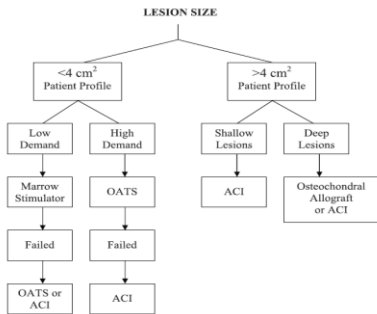 LESION SIZE
<4 cm²
Patient Profile
>4 cm²
Patient Profile
Low
Demand
High
Demand
Shallow
Lesions
Deep
Lesions
Marrow
Stimulator
OATS
ACI
Osteochondral
Allograft
or ACI
Failed
Failed
OATS or
ACI
ACI